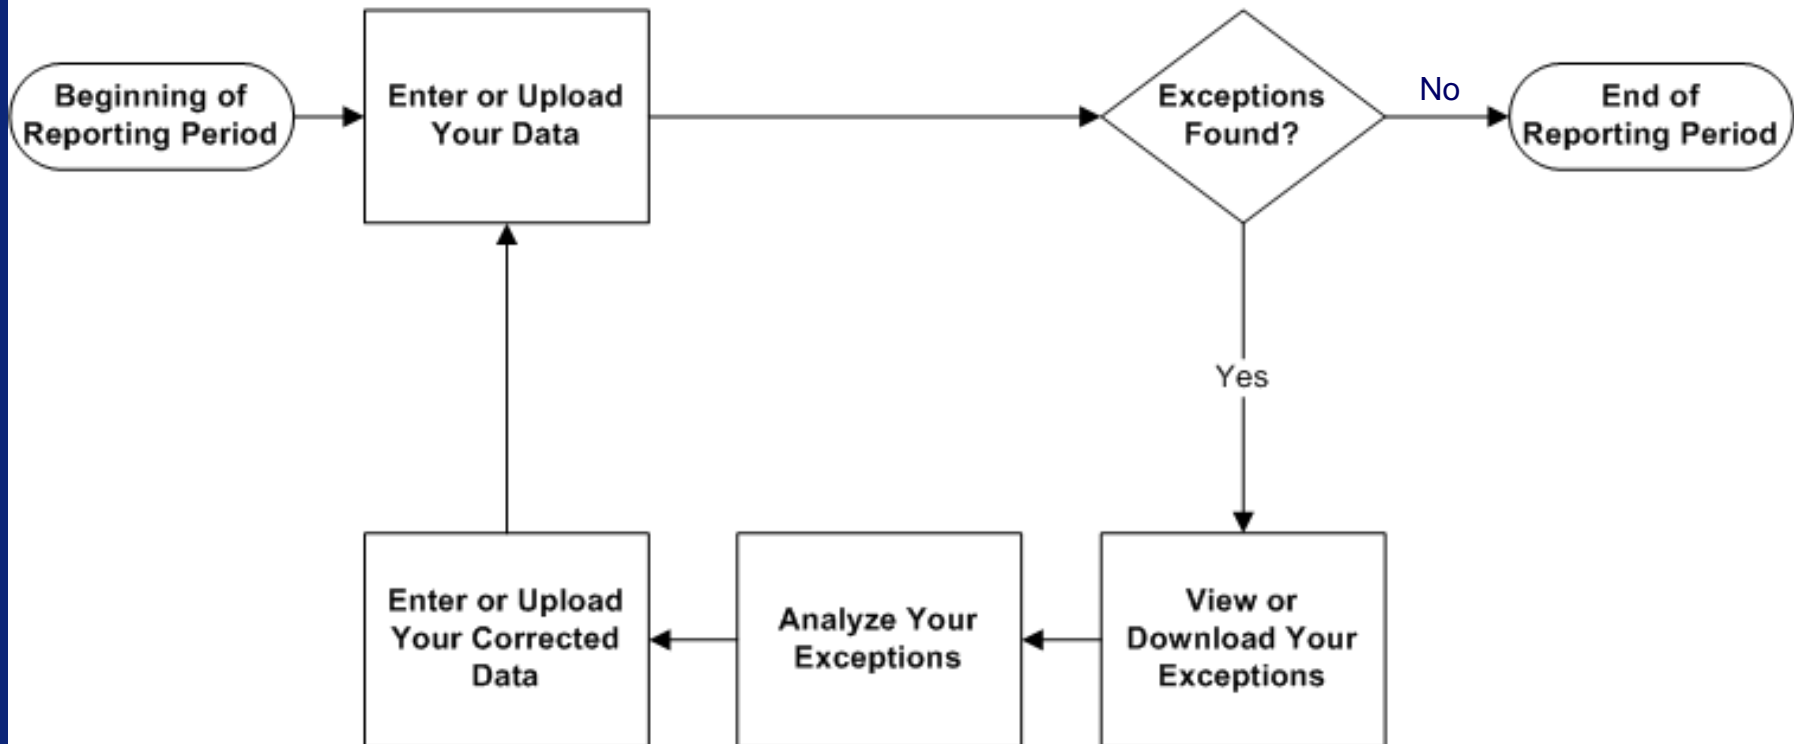 Beginning of
Reporting Period
Enter or Upload
Your Data
Exceptions
Found?
No
End of
Reporting Period
Yes
Enter or Upload
Your Corrected
Data
Analyze Your
Exceptions
View or
Download Your
Exceptions